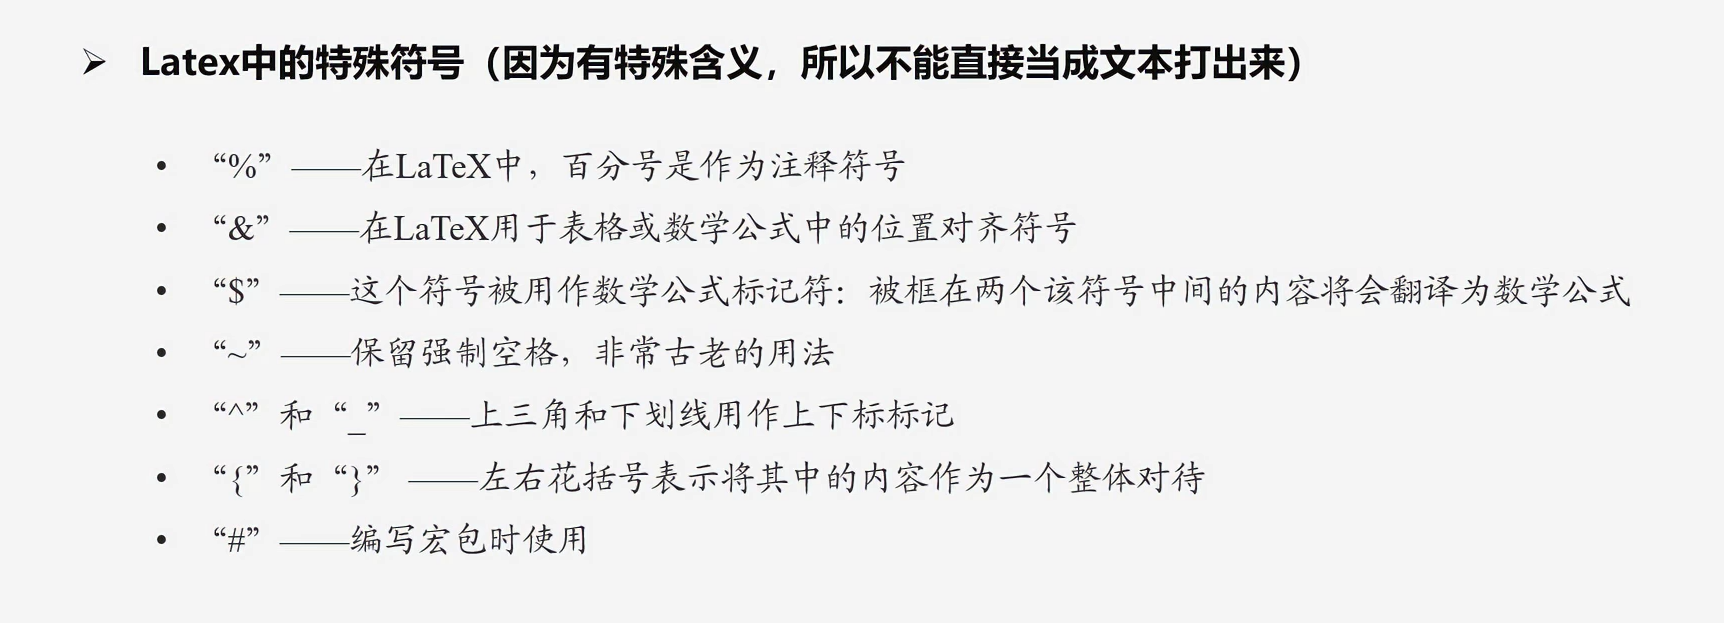 ➢ Latex中的特殊符号（因为有特殊含义，所以不能直接当成文本打出来）
• “%” ——在LaTeX中，百分号是作为注释符号
• “&” ——在LaTeX用于表格或数学公式中的位置对齐符号
• “$” ——这个符号被用作数学公式标记符：被框在两个该符号中间的内容将会翻译为数学公式
• “~” ——保留强制空格，非常古老的用法
• “^” 和 “_” ——上三角和下划线用作上下标标记
• “{” 和 “}” ——左右花括号表示将其中的内容作为一个整体对待
• “#” ——编写宏包时使用